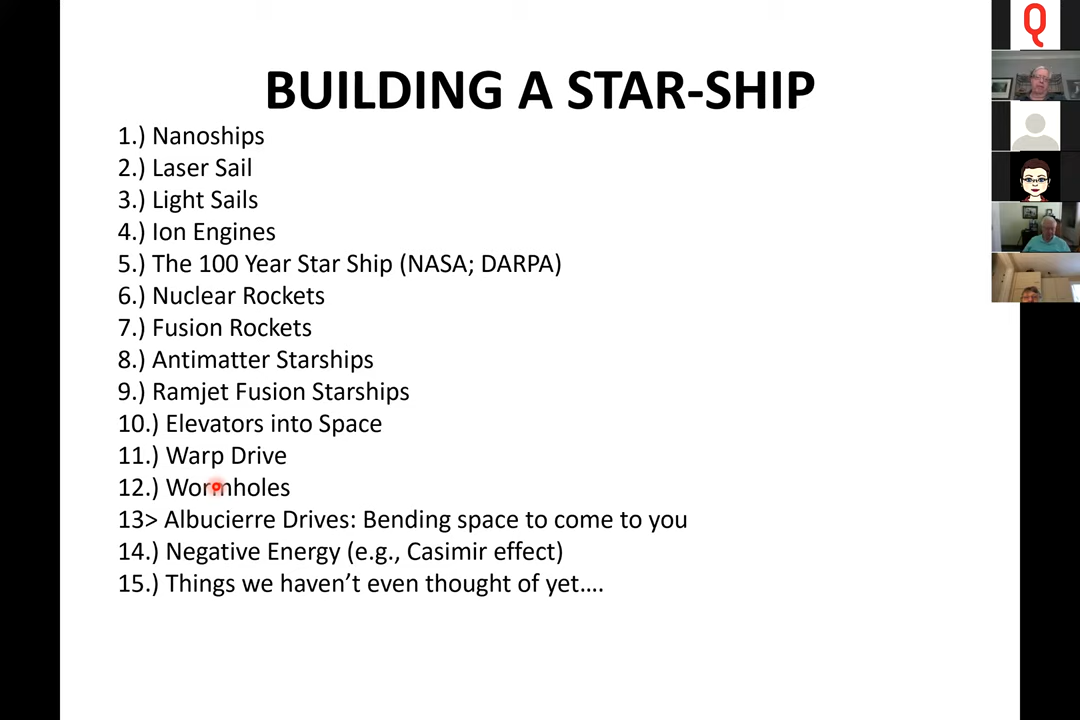 BUILDING A STAR-SHIP
1.) Nanoships
2.) Laser Sail
3.) Light Sails
4.) Ion Engines
5.) The 100 Year Star Ship (NASA; DARPA)
6.) Nuclear Rockets
7.) Fusion Rockets
8.) Antimatter Starships
9.) Ramjet Fusion Starships
10.) Elevators into Space
11.) Warp Drive
12.) Wormholes
13> Albucierre Drives: Bending space to come to you
14.) Negative Energy (e.g., Casimir effect)
15.) Things we haven’t even thought of yet….
Q